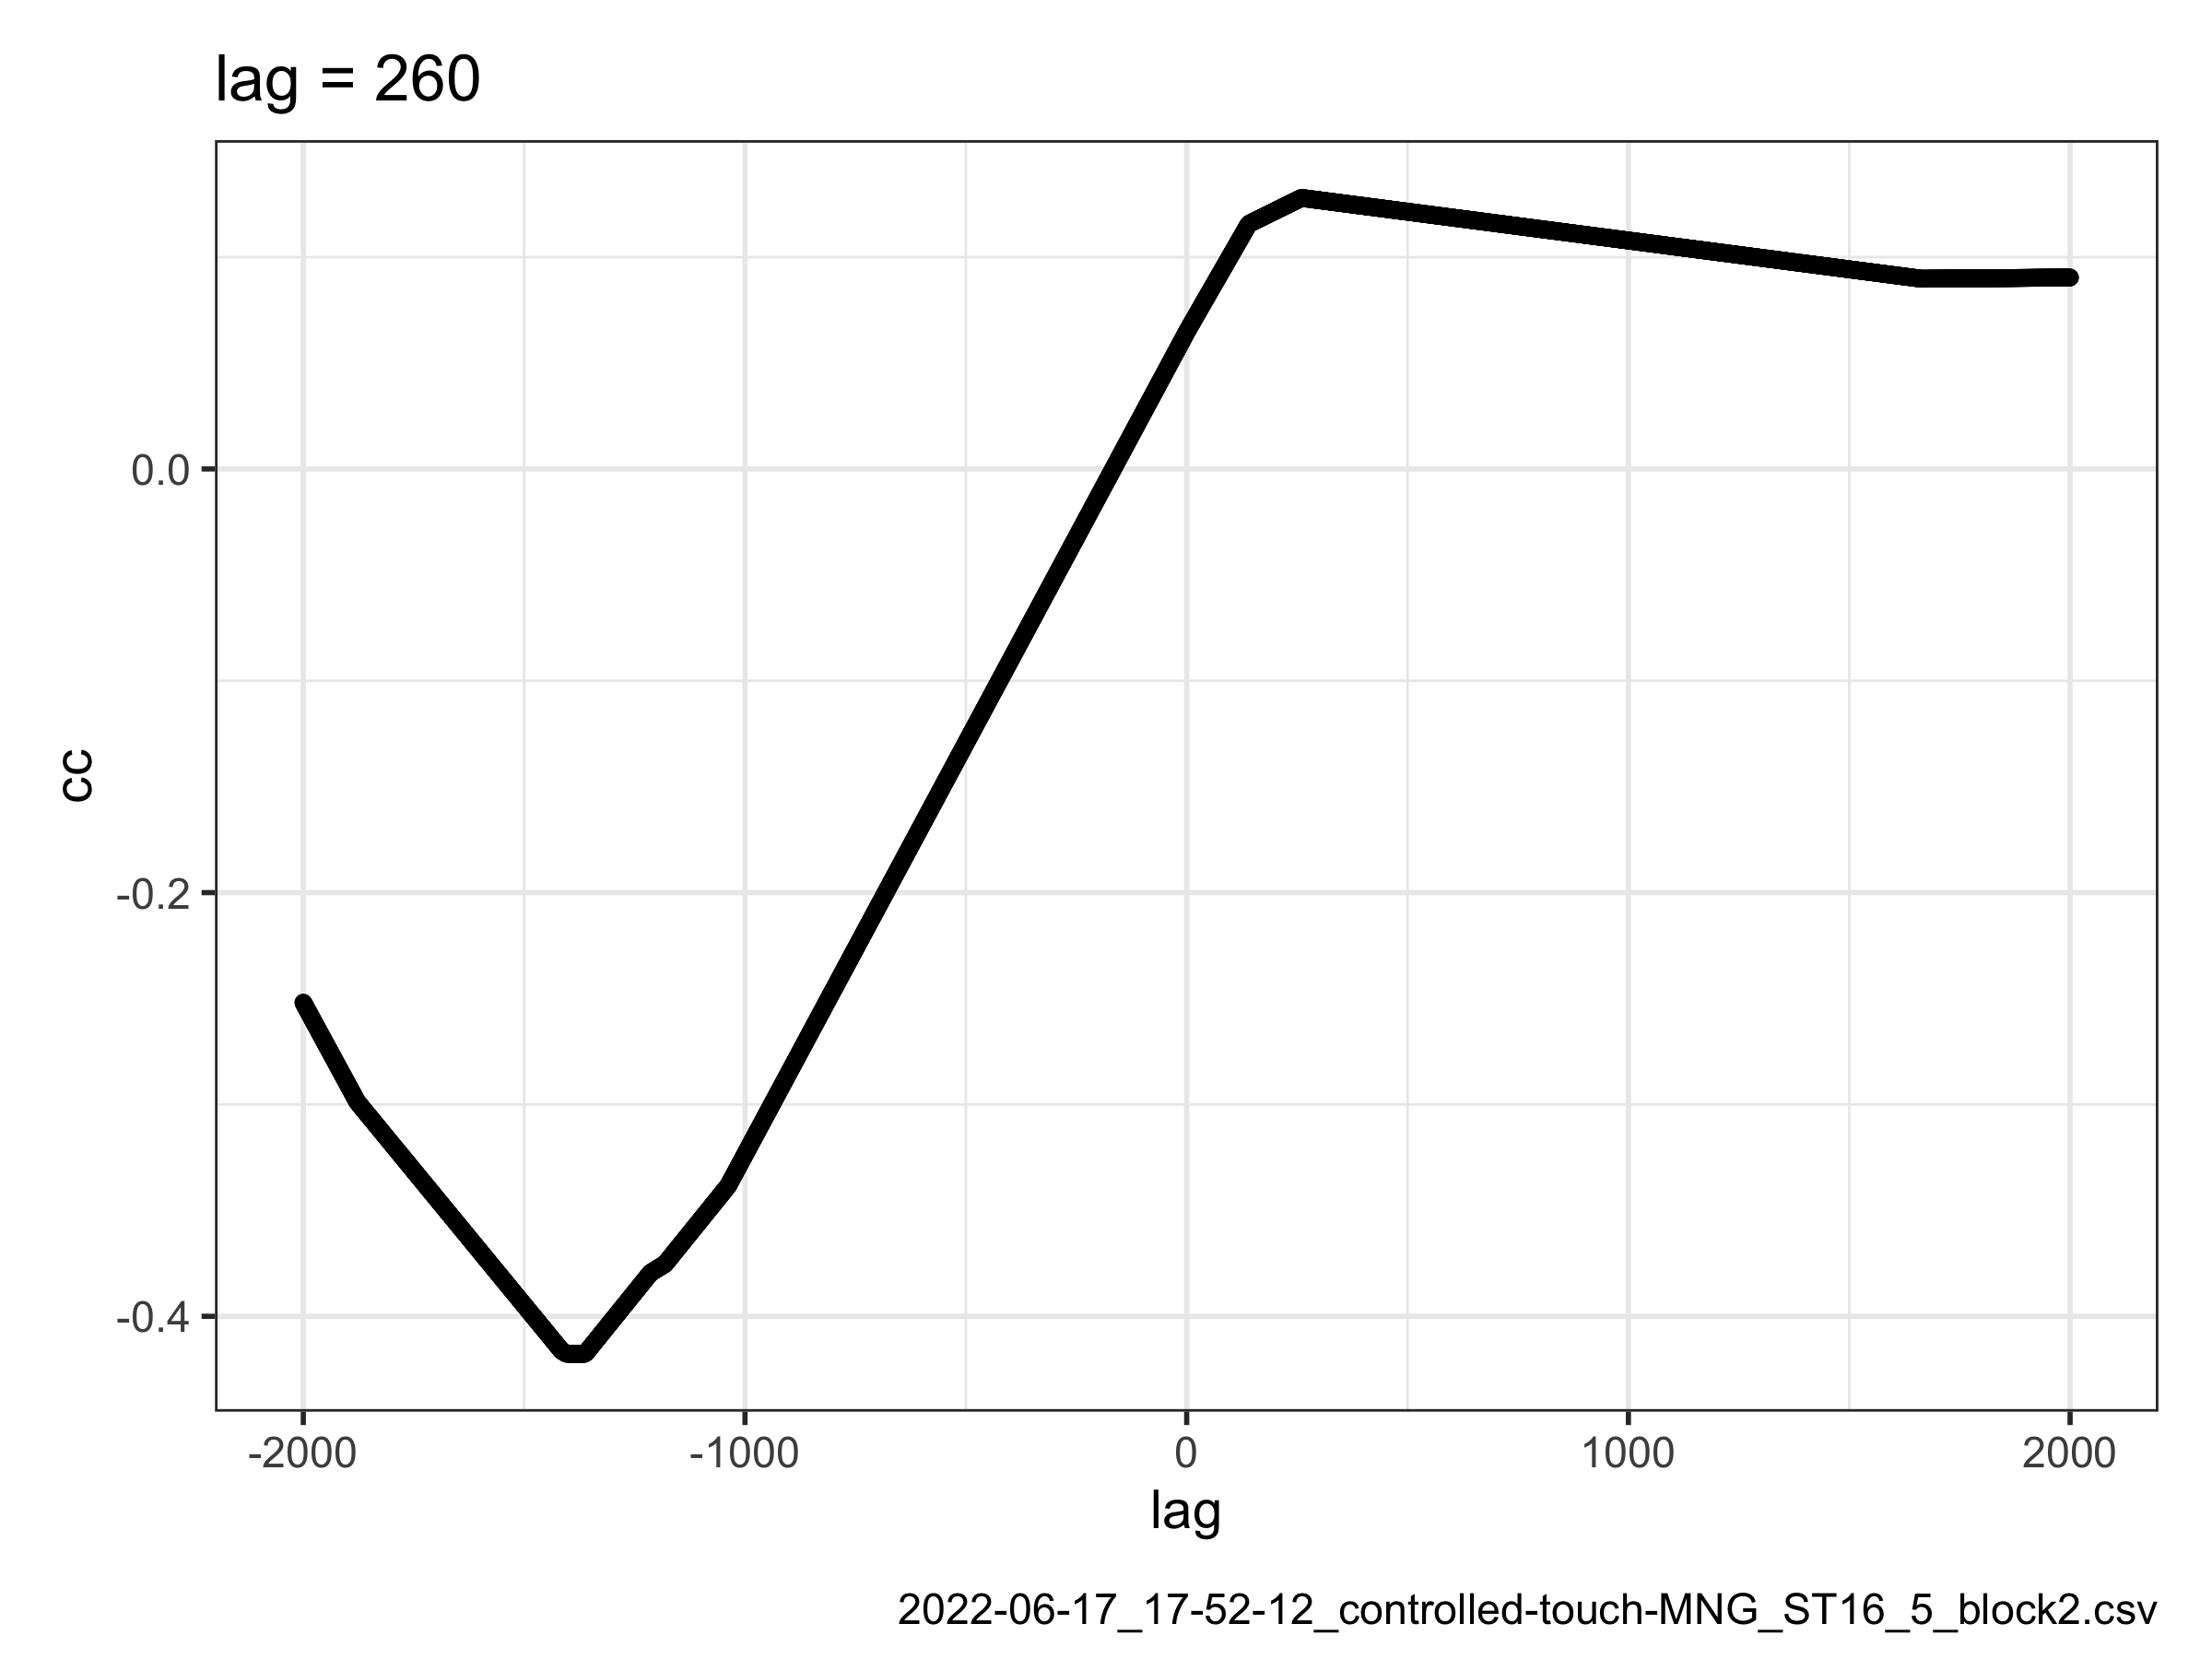 lag = 260
0.0
-0.2
-0.4
cc
-2000 -1000 0 1000 2000
lag
2022-06-17_17-52-12_controlled-touch-MNG_ST16_5_block2.csv